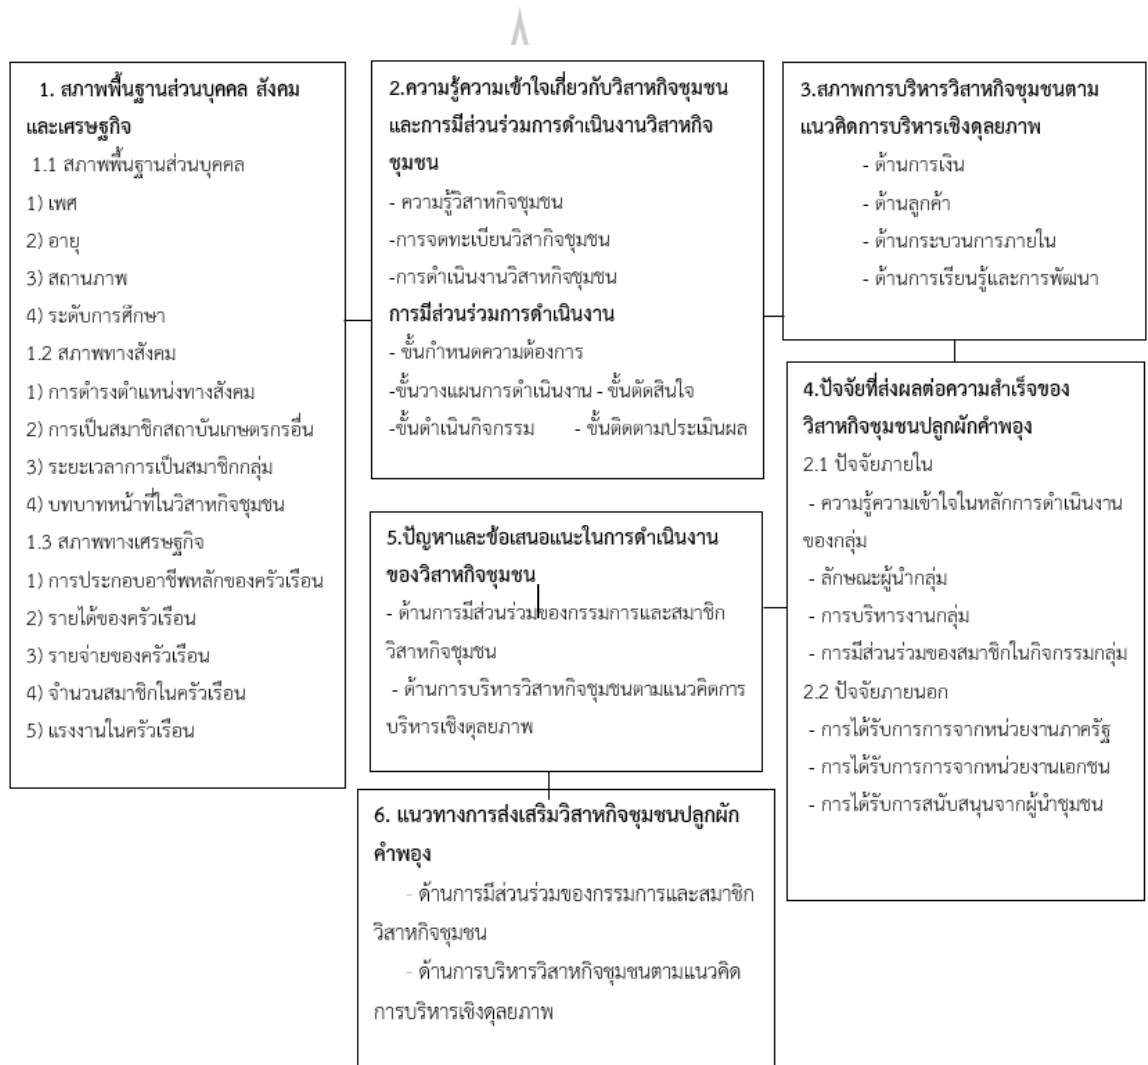 1. สภาพพื้นฐานส่วนบุคคล สังคม
และเศรษฐกิจ
1.1 สภาพพื้นฐานส่วนบุคคล
1) เพศ
2) อายุ
3) สถานภาพ
4) ระดับการศึกษา
1.2 สภาพทางสังคม
1) การดำรงตำแหน่งทางสังคม
2) การเป็นสมาชิกสถาบันเกษตรกรอื่น
3) ระยะเวลาการเป็นสมาชิกกลุ่ม
4) บทบาทหน้าที่ในวิสาหกิจชุมชน
1.3 สภาพทางเศรษฐกิจ
1) การประกอบอาชีพหลักของครัวเรือน
2) รายได้ของครัวเรือน
3) รายจ่ายของครัวเรือน
4) จำนวนสมาชิกในครัวเรือน
5) แรงงานในครัวเรือน
2.ความรู้ความเข้าใจเกี่ยวกับวิสาหกิจชุมชน
และการมีส่วนร่วมการดำเนินงานวิสาหกิจ
ชุมชน
- ความรู้วิสาหกิจชุมชน
-การจดทะเบียนวิสากิจชุมชน
-การดำเนินงานวิสาหกิจชุมชน
การมีส่วนร่วมการดำเนินงาน
- ขั้นกำหนดความต้องการ
-ขั้นวางแผนการดำเนินงาน - ขั้นตัดสินใจ
-ขั้นดำเนินกิจกรรม - ขั้นติดตามประเมินผล
3.สภาพการบริหารวิสาหกิจชุมชนตาม
แนวคิดการบริหารเชิงดุลยภาพ
- ด้านการเงิน
- ด้านลูกค้า
- ด้านกระบวนการภายใน
- ด้านการเรียนรู้และการพัฒนา
4.ปัจจัยที่ส่งผลต่อความสำเร็จของ
วิสาหกิจชุมชนปลูกผักคำพอุง
2.1 ปัจจัยภายใน
- ความรู้ความเข้าใจในหลักการดำเนินงาน
ของกลุ่ม
- ลักษณะผู้นำกลุ่ม
- การบริหารงานกลุ่ม
- การมีส่วนร่วมของสมาชิกในกิจกรรมกลุ่ม
2.2 ปัจจัยภายนอก
- การได้รับการการจากหน่วยงานภาครัฐ
- การได้รับการการจากหน่วยงานเอกชน
- การได้รับการสนับสนุนจากผู้นำชุมชน
5.ปัญหาและข้อเสนอแนะในการดำเนินงาน
ของวิสาหกิจชุมชน
- ด้านการมีส่วนร่วมของกรรมการและสมาชิก
วิสาหกิจชุมชน
- ด้านการบริหารวิสาหกิจชุมชนตามแนวคิดการ
บริหารเชิงดุลยภาพ
6. แนวทางการส่งเสริมวิสาหกิจชุมชนปลูกผัก
คำพอุง
- ด้านการมีส่วนร่วมของกรรมการและสมาชิก
วิสาหกิจชุมชน
- ด้านการบริหารวิสาหกิจชุมชนตามแนวคิด
การบริหารเชิงดุลยภาพ